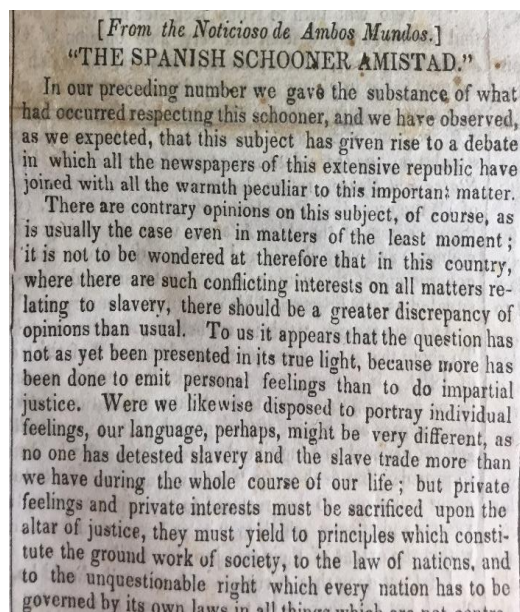 [From the Noticioso de Ambos Mundos.]
“THE SPANISH SCHOONER AMISTAD.”
In our preceding number we gave the substance of what
had occurred respecting this schooner, and we have observed,
as we expected, that this subject has given rise to a debate
in which all the newspapers of this extensive republic have
joined with all the warmth peculiar to this important matter.
There are contrary opinions on this subject, of course, as
is usually the case even in matters of the least moment ;
it is not to be wondered at therefore that in this country,
where there are such conflicting interests on all matters re-
lating to slavery, there should be a greater discrepancy of
opinions than usual. To us it appears that the question has
not as yet been presented in its true light, because more has
been done to emit personal feelings than to do impartial
justice. Were we likewise disposed to portray individual
feelings, our language, perhaps, might be very different, as
no one has detested slavery and the slave trade more than
we have during the whole course of our life ; but private
feelings and private interests must be sacrificed upon the
altar of justice, they must yield to principles which consti-
tute the ground work of society, to the law of nations, and
to the unquestionable right which every nation has to be
governed by its own laws in all things which are not